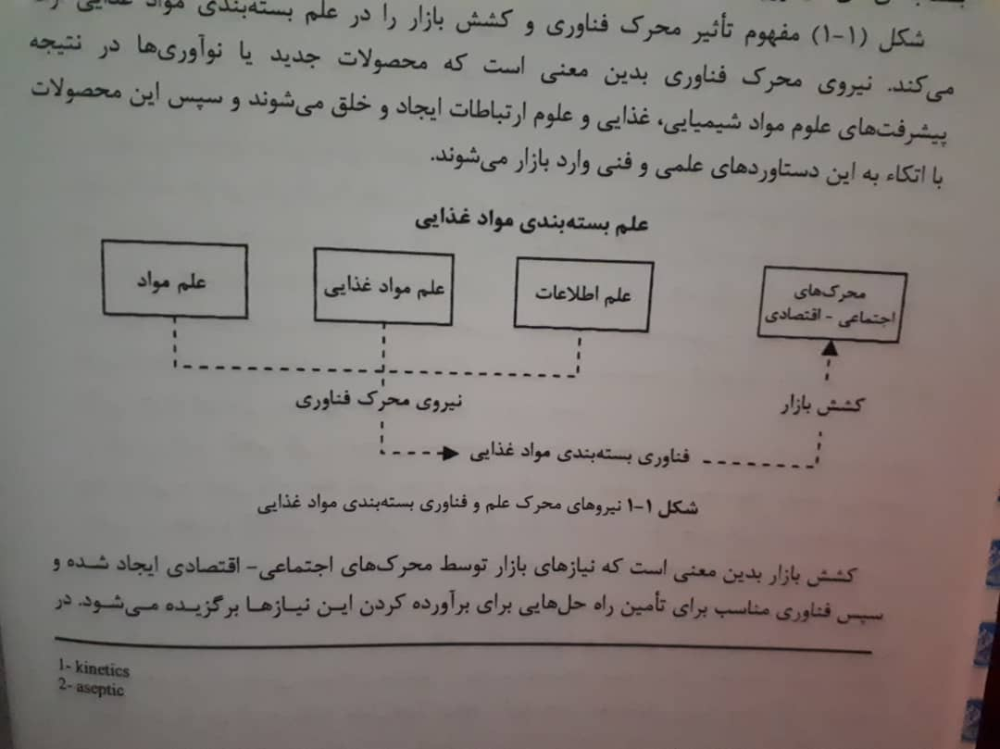 شکل (۱-۱) مفهوم تأثیر محرک فناوری و کشش بازار را در علم بسته‌بندی مواد غذایی
می‌کند. نیروی محرک فناوری بدین معنی است که محصولات جدید یا نوآوری‌ها در نتیجه
پیشرفت‌های علوم مواد شیمیایی، غذایی و علوم ارتباطات ایجاد و خلق می‌شوند و سپس این محصولات
با اتکاء به این دستاوردهای علمی و فنی وارد بازار می‌شوند.
علم بسته‌بندی مواد غذایی
محرک‌های
اجتماعی - اقتصادی
علم اطلاعات
علم مواد غذایی
علم مواد
کشش بازار
نیروی محرک فناوری
فناوری بسته‌بندی مواد غذایی
شکل ۱-۱ نیروهای محرک علم و فناوری بسته‌بندی مواد غذایی
کشش بازار بدین معنی است که نیازهای بازار توسط محرک‌های اجتماعی- اقتصادی ایجاد شده و
سپس فناوری مناسب برای تأمین راه حل‌هایی برای برآورده کردن این نیازها برگزیده می‌شود. در
1- kinetics
2- aseptic